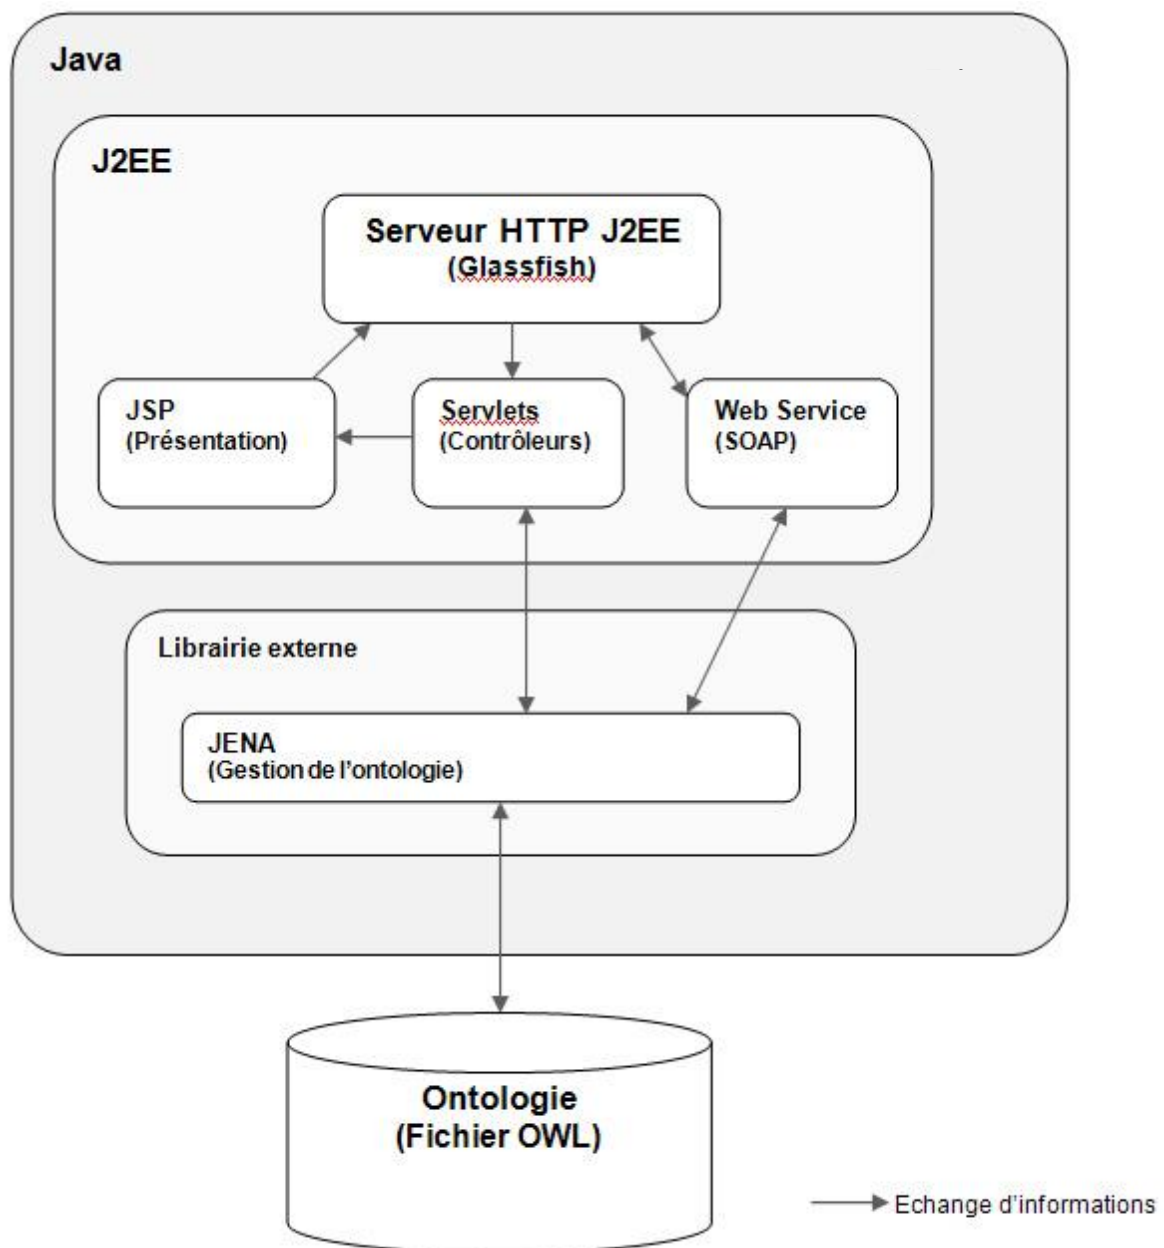 Java
J2EE
Serveur HTTP J2EE
(Glassfish)
JSP
(Présentation)
Servlets
(Contrôleurs)
Web Service
(SOAP)
Librairie externe
JENA
(Gestion de l'ontologie)
Ontologie
(Fichier OWL)
Echange d'informations